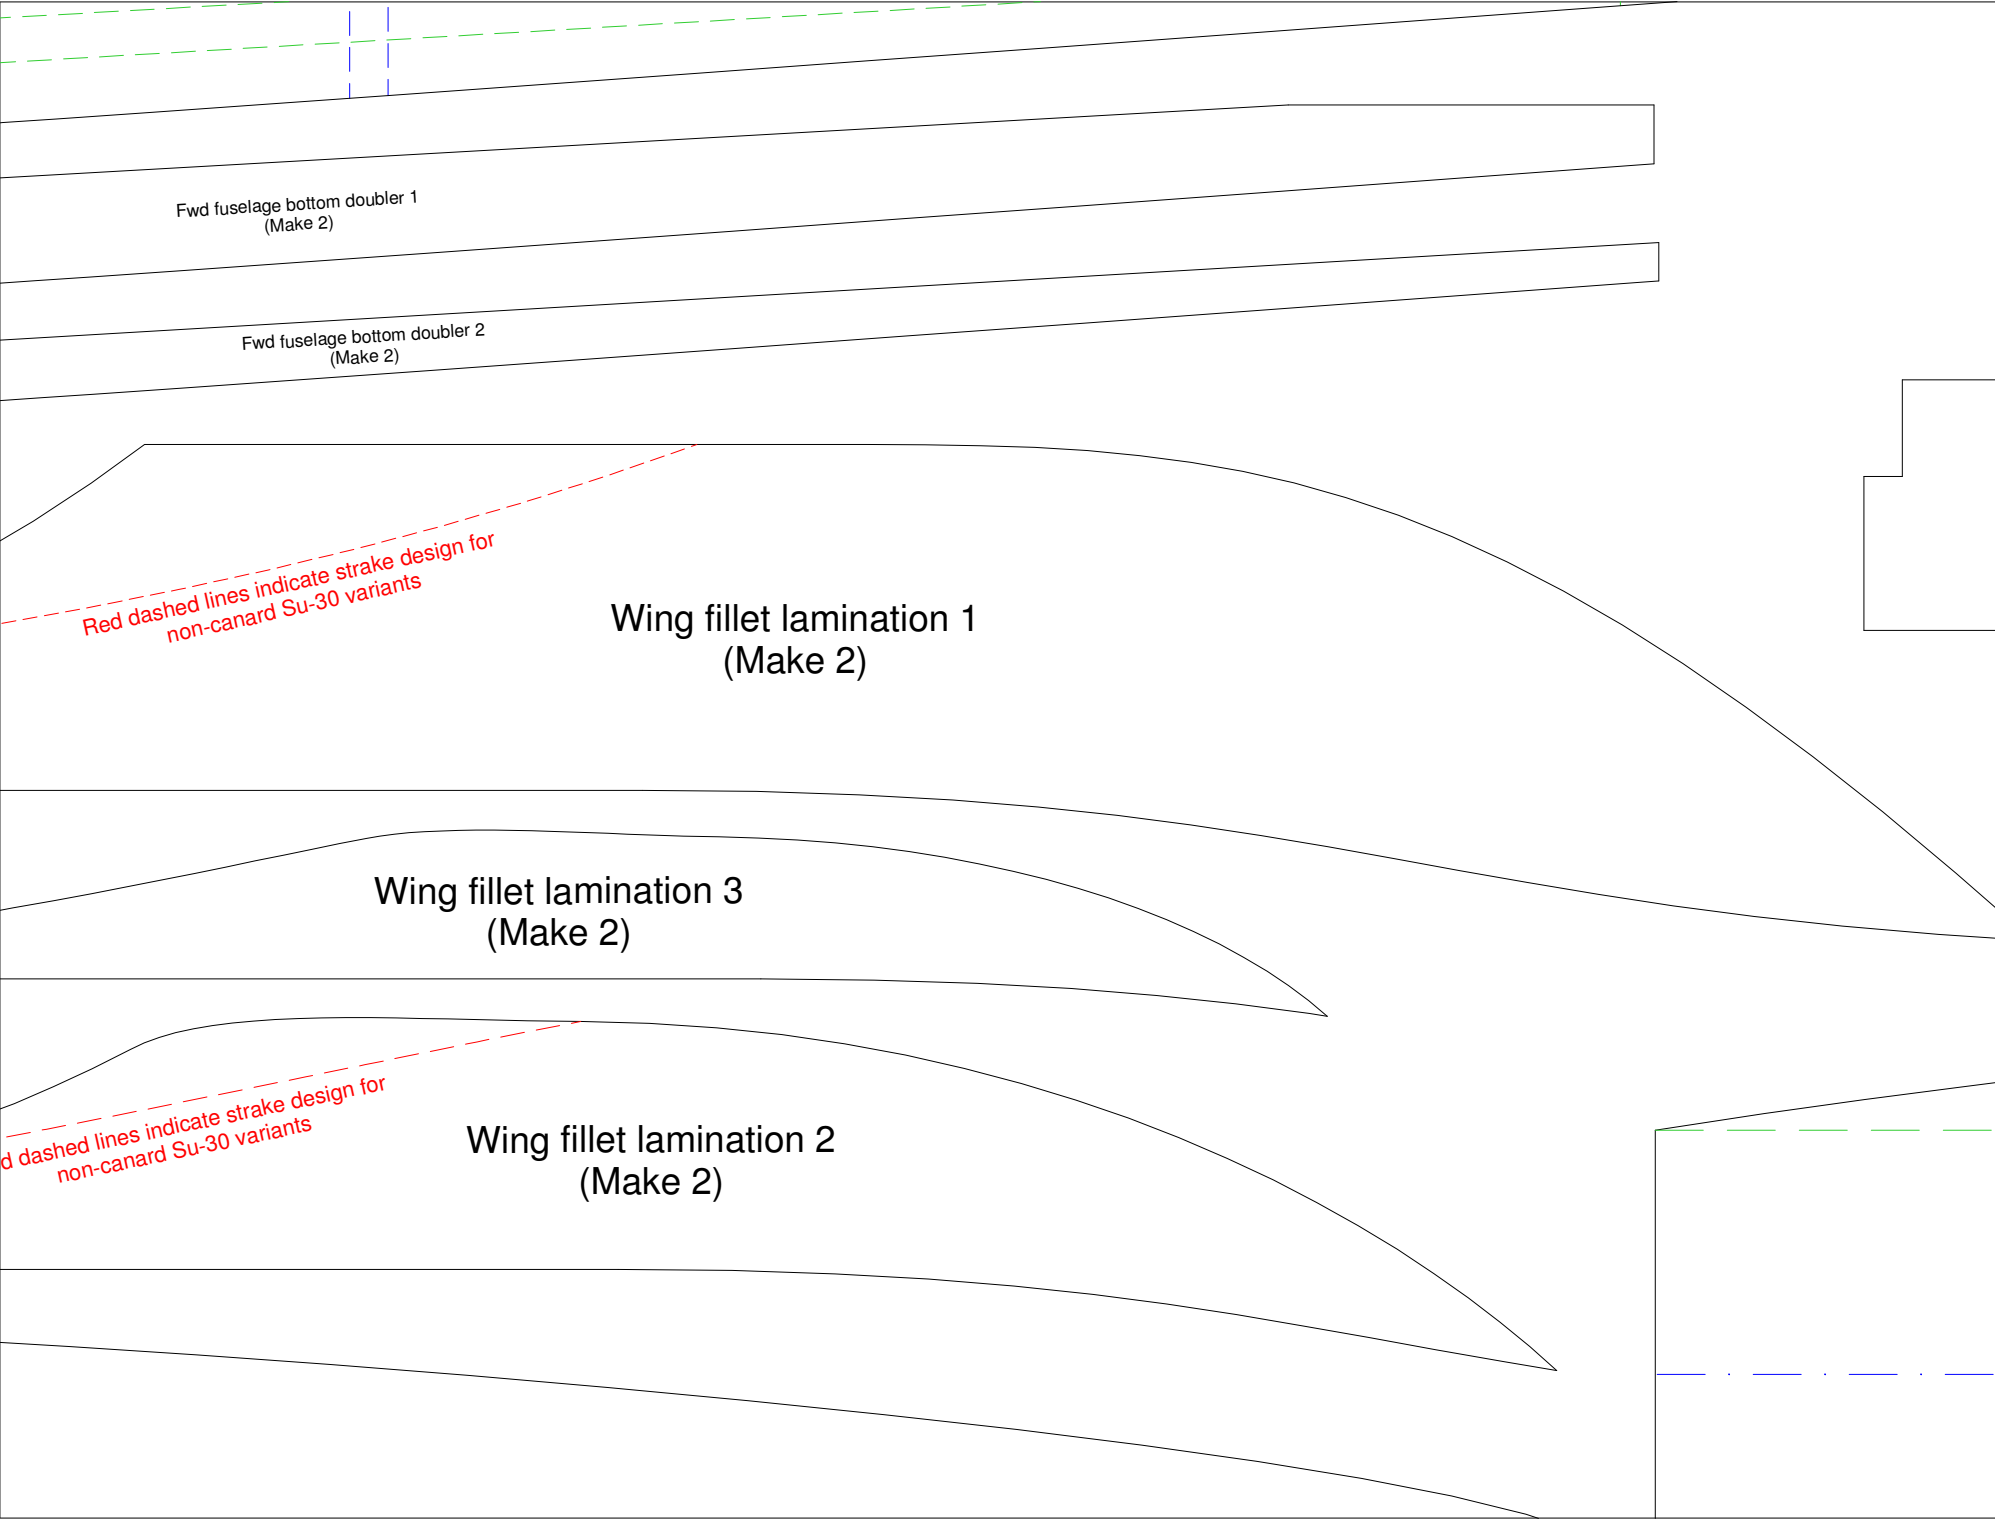 Fwd fuselage bottom doubler 1
(Make 2)
Fwd fuselage bottom doubler 2
(Make 2)
Red dashed lines indicate strake design for
non-canard Su-30 variants
Wing fillet lamination 1
(Make 2)
Wing fillet lamination 3
(Make 2)
d dashed lines indicate strake design for
non-canard Su-30 variants
Wing fillet lamination 2
(Make 2)